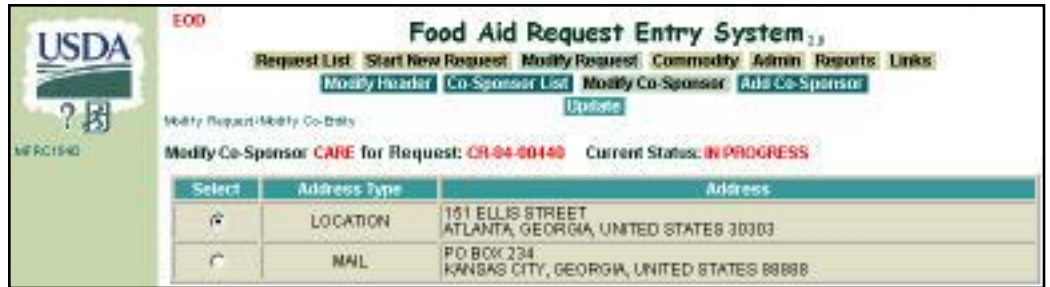 USDA
EOD
Food Aid Request Entry System
Request List Start New Request Modify Request Commodity Admin Reports Links
Modify Header Co-Sponsor List Modify Co-Sponsor Add Co-Sponsor
Update
?
Modify Request>Modify Co-Entity
Modify Co-Sponsor CARE for Request: CR-04-00440 Current Status: IN PROGRESS
Select Address Type Address
LOCATION 151 ELLIS STREET
ATLANTA, GEORGIA, UNITED STATES 30303
MAIL PO BOX 234
KANSAS CITY, GEORGIA, UNITED STATES 88888